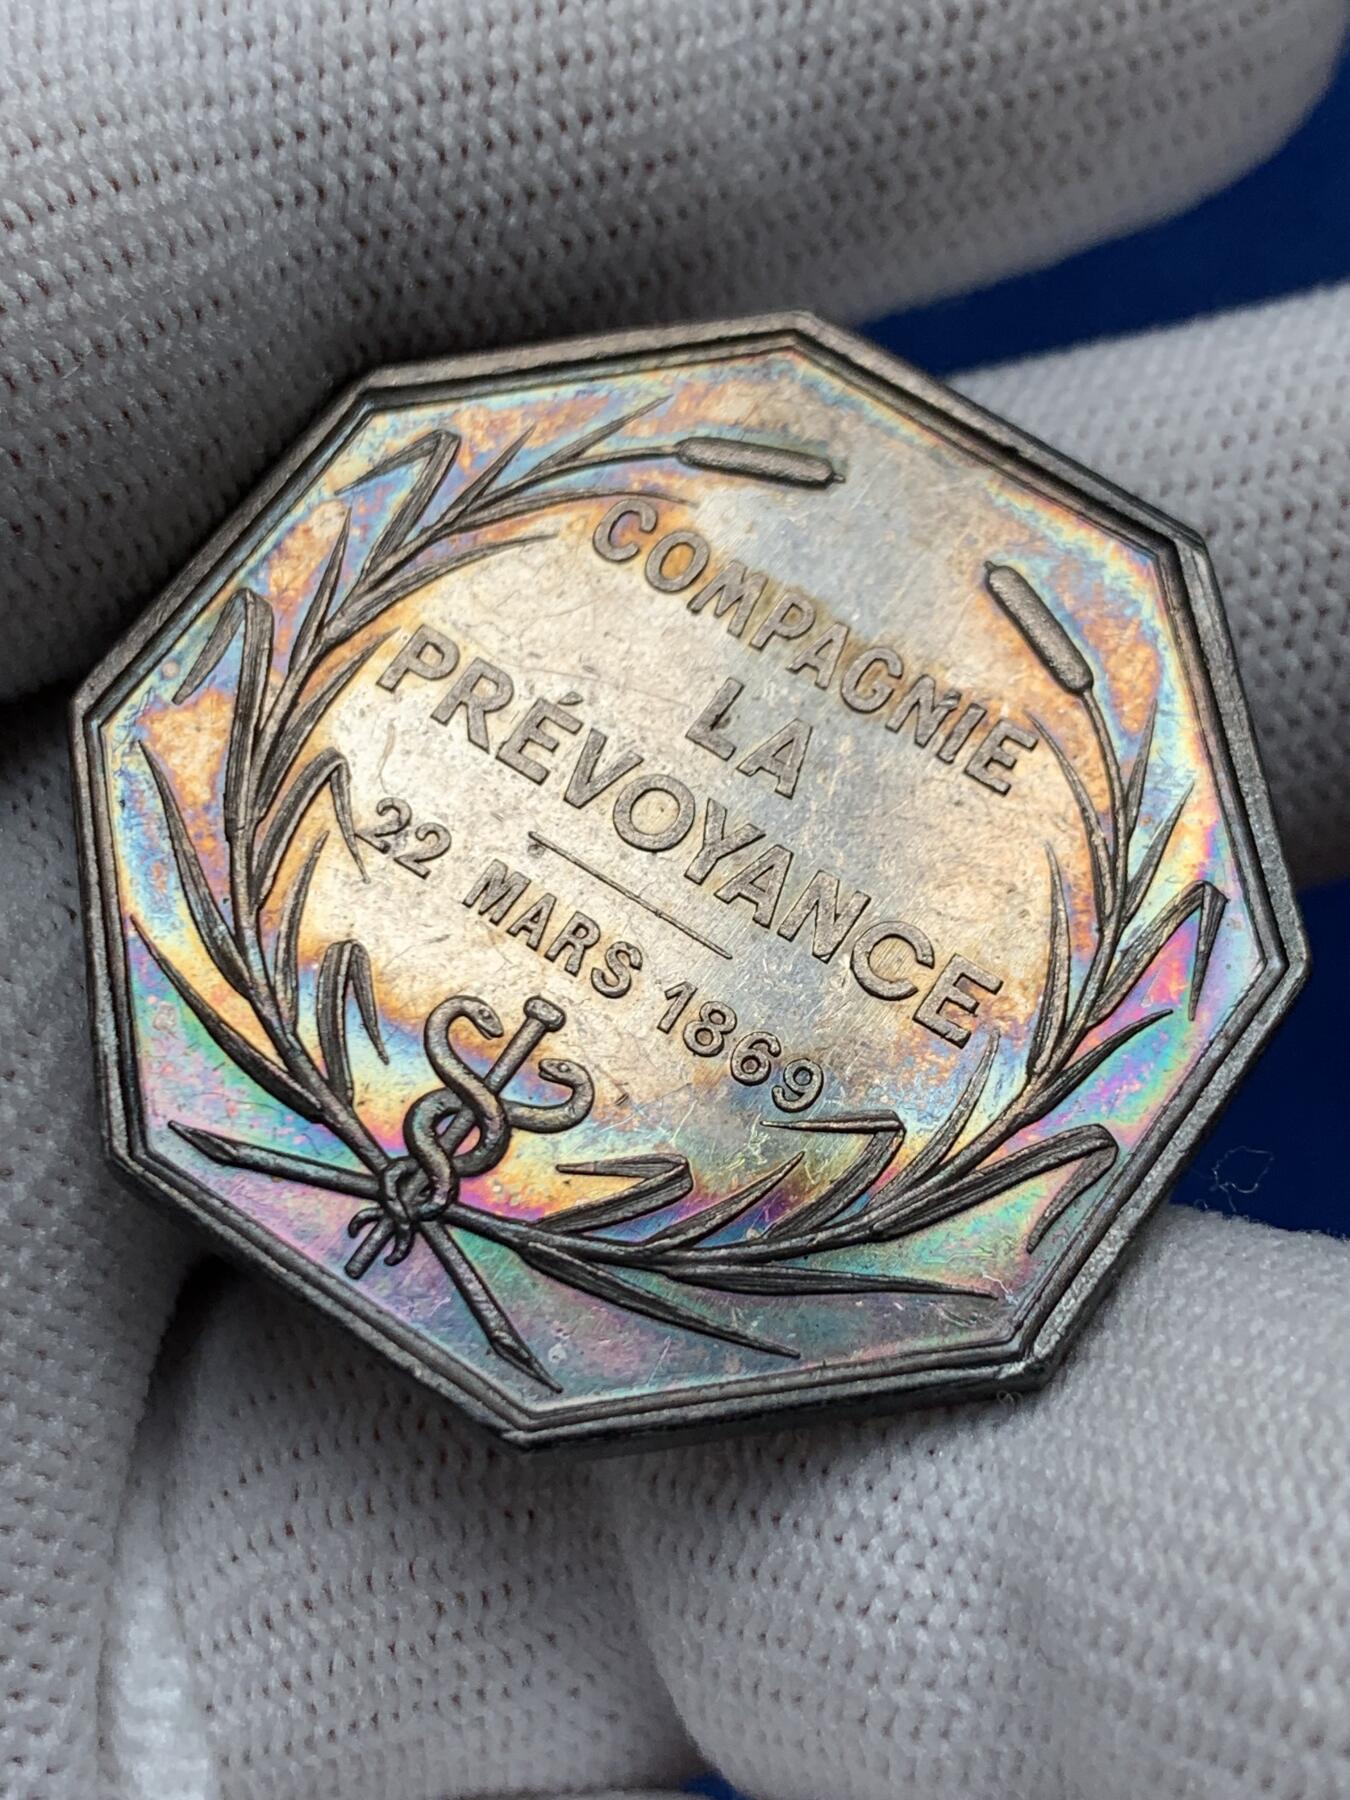 COMPAGNIE
LA
PRÉVOYANCE
22 MARS 1869